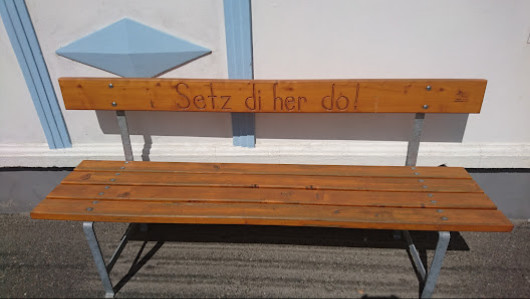 Setz di her do!